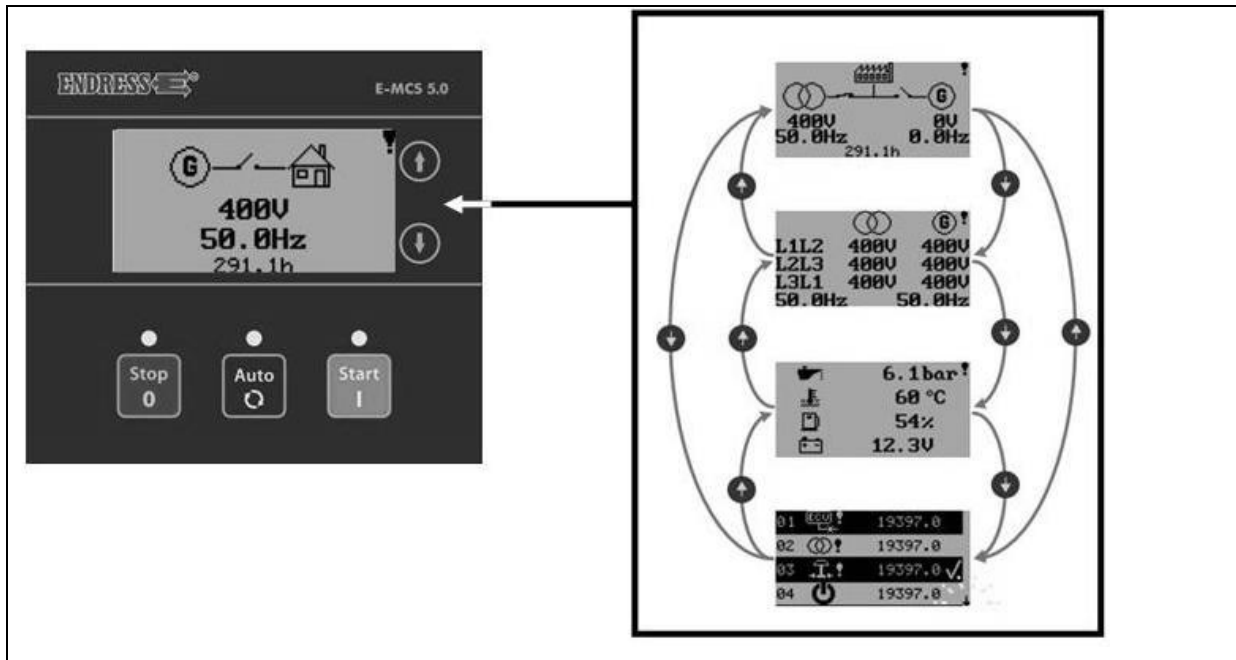 ENDRESS
E-MCS 5.0
G
400V
50.0Hz
291.1h
Stop
0
Auto
Start
I
G
400V 0V
50.0Hz 0.0Hz
291.1h
G
L1L2 400V 400V
L2L3 400V 400V
L3L1 400V 400V
50.0Hz 50.0Hz
6.1bar
60 °C
54%
12.3V
01 ECU 19397.0
02 19397.0
03 19397.0
04 19397.0